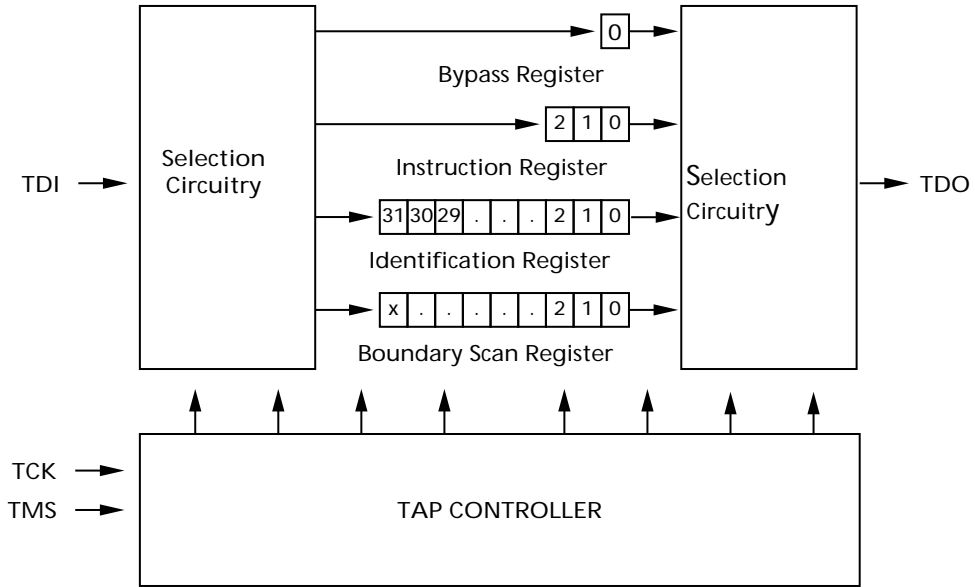 0
Bypass Register
2 1 0
Selection
Circuitry
Instruction Register
Selection
Circuitry
TDI
TDO
31 30 29 . . . 2 1 0
Identification Register
x . . . . . 2 1 0
Boundary Scan Register
TCK
TMS
TAP CONTROLLER